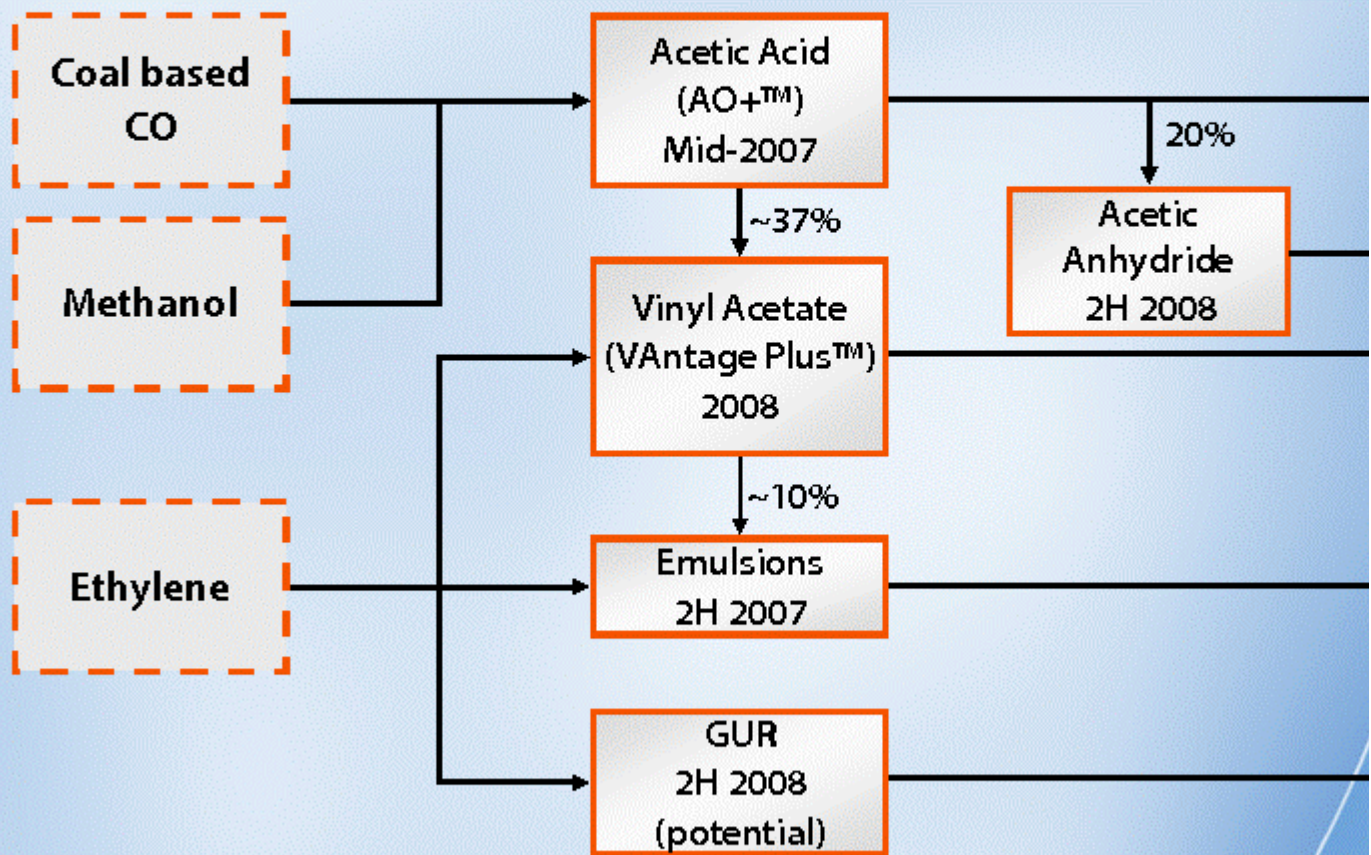 Coal based
CO
Methanol
Ethylene
Acetic Acid
(AO+™)
Mid-2007
~37%
Vinyl Acetate
(VAntage Plus™)
2008
~10%
Emulsions
2H 2007
GUR
2H 2008
(potential)
20%
Acetic
Anhydride
2H 2008